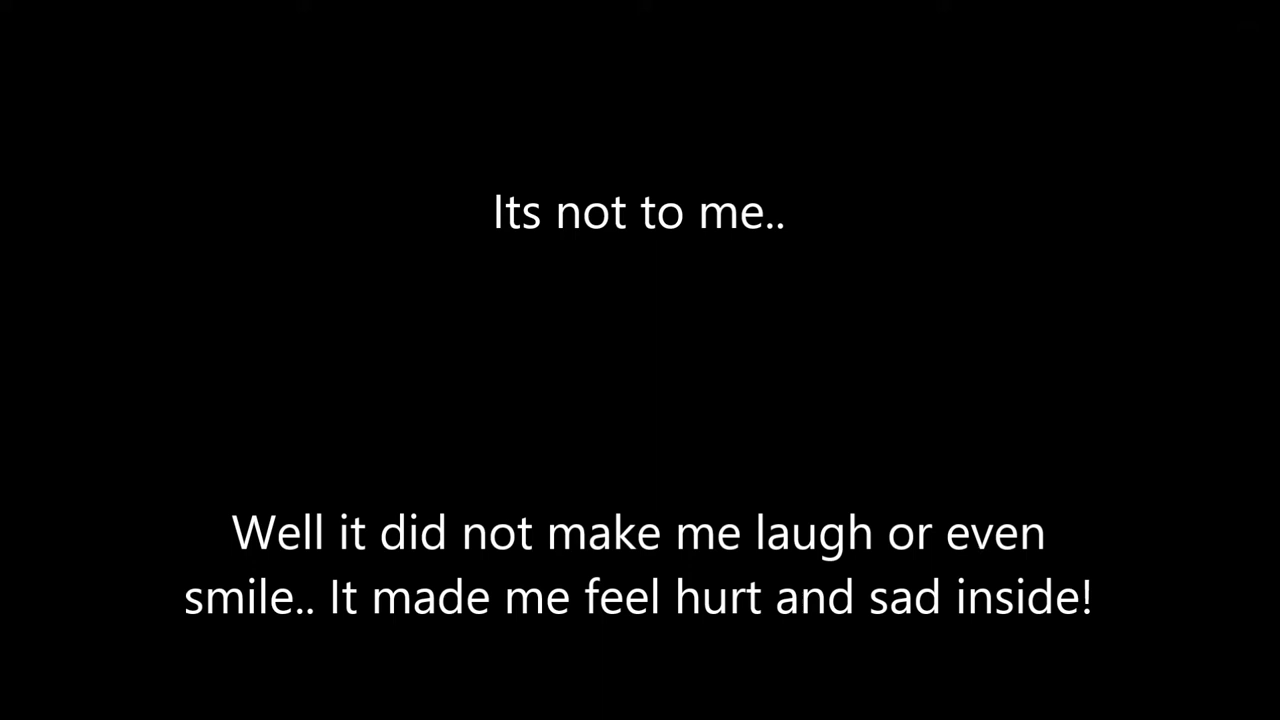 Its not to me..
Well it did not make me laugh or even
smile.. It made me feel hurt and sad inside!